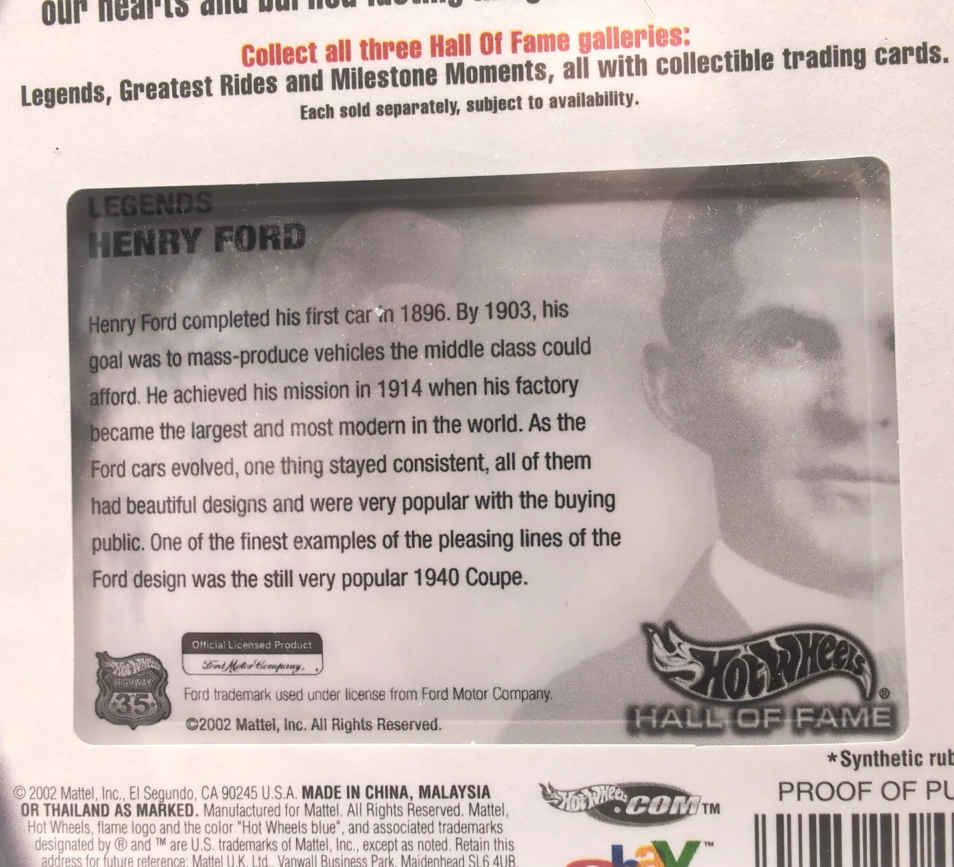 our hearts and burned
Collect all three Hall Of Fame galleries:
Legends, Greatest Rides and Milestone Moments, all with collectible trading cards.
Each sold separately, subject to availability.
LEGENDS
HENRY FORD
Henry Ford completed his first car in 1896. By 1903, his
goal was to mass-produce vehicles the middle class could
afford. He achieved his mission in 1914 when his factory
became the largest and most modern in the world. As the
Ford cars evolved, one thing stayed consistent, all of them
had beautiful designs and were very popular with the buying
public. One of the finest examples of the pleasing lines of the
Ford design was the still very popular 1940 Coupe.
Official Licensed Product
Ford Motor Company.
Hot Wheels
HIGHWAY
35
Ford trademark used under license from Ford Motor Company.
©2002 Mattel, Inc. All Rights Reserved.
Hot Wheels ®
HALL OF FAME
*Synthetic rub
© 2002 Mattel, Inc., El Segundo, CA 90245 U.S.A. MADE IN CHINA, MALAYSIA
OR THAILAND AS MARKED. Manufactured for Mattel. All Rights Reserved. Mattel,
Hot Wheels, flame logo and the color "Hot Wheels blue", and associated trademarks
designated by ® and ™ are U.S. trademarks of Mattel, Inc., except as noted. Retain this
address for future reference: Mattel U.K. Ltd., Vanwall Business Park, Maidenhead SL6 4UB.
Hot Wheels.COM™
PROOF OF PU
ebaY™